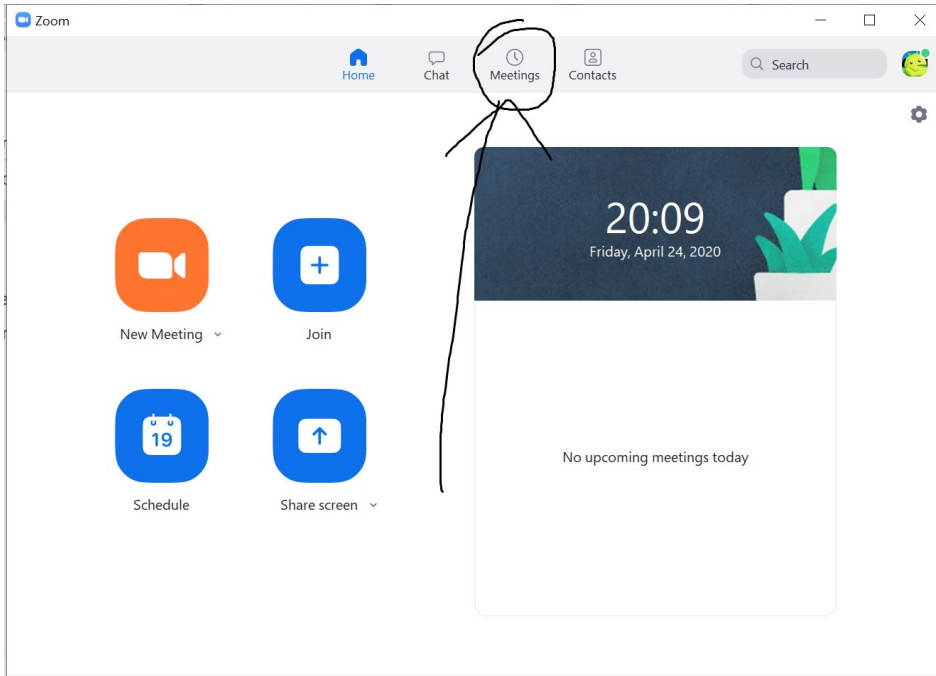 Zoom
Home Chat Meetings Contacts
Search
20:09
Friday, April 24, 2020
New Meeting Join
19
Schedule Share screen
No upcoming meetings today